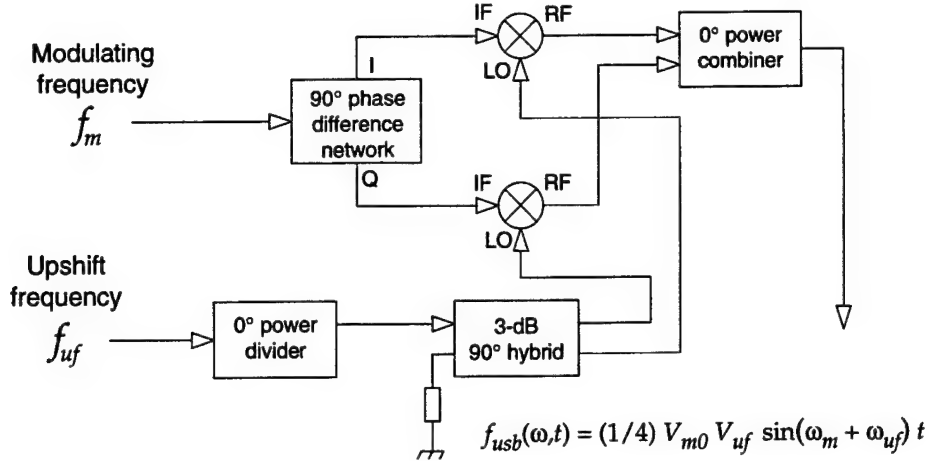 Modulating
frequency
f_m
I
90° phase
difference
network
Q
IF
RF
LO
IF
RF
LO
0° power
combiner
Upshift
frequency
f_uf
0° power
divider
3-dB
90° hybrid
f_usb(ω,t) = (1/4) V_m0 V_uf sin(ω_m + ω_uf) t